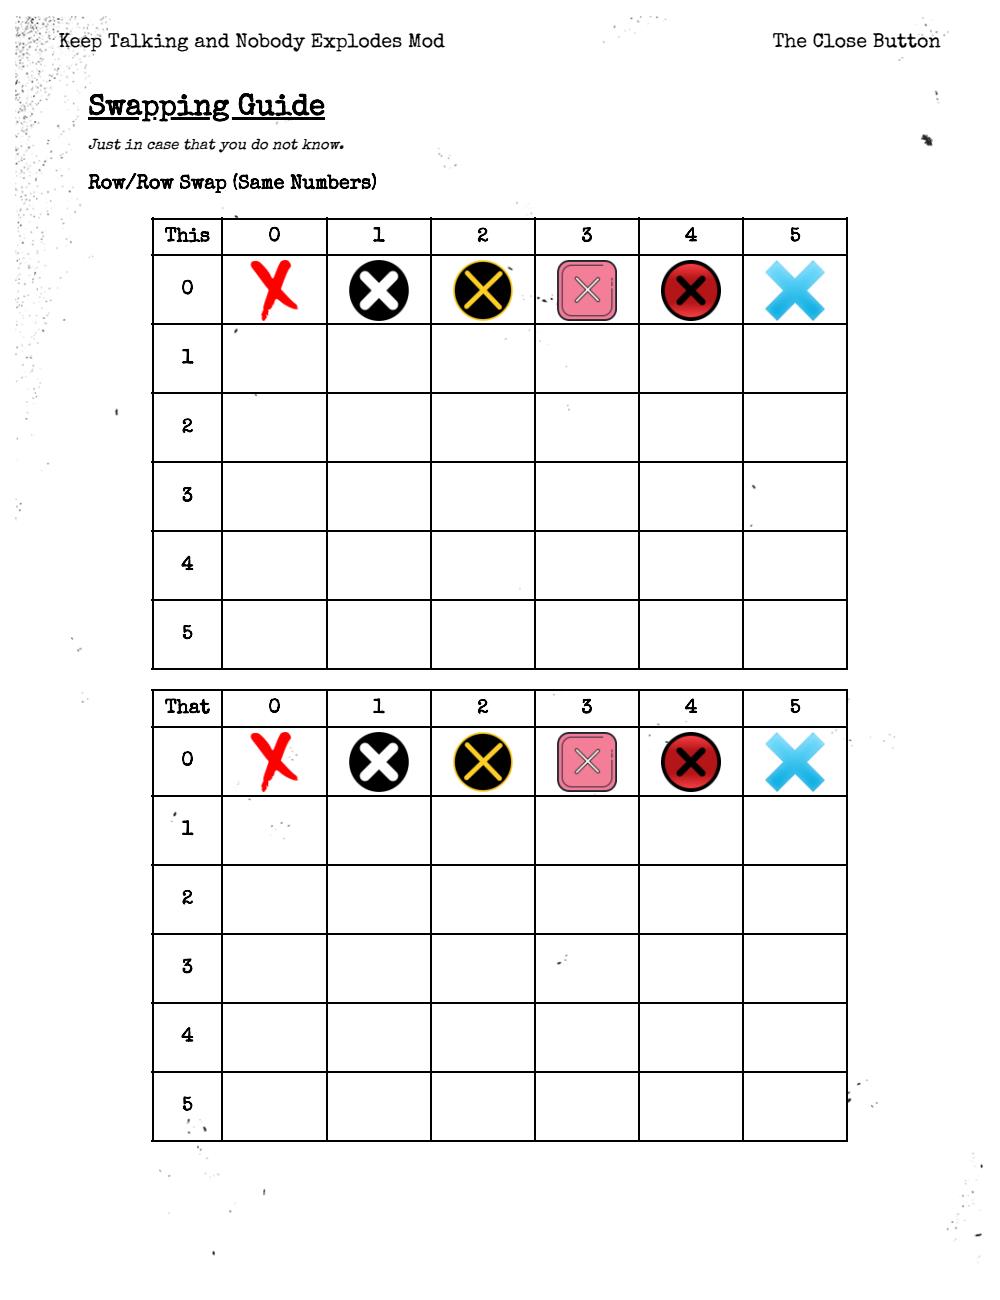 Keep Talking and Nobody Explodes Mod
The Close Button
Swapping Guide
Just in case that you do not know.
Row/Row Swap (Same Numbers)
This 0 1 2 3 4 5
0
1
2
3
4
5
That 0 1 2 3 4 5
0
1
2
3
4
5